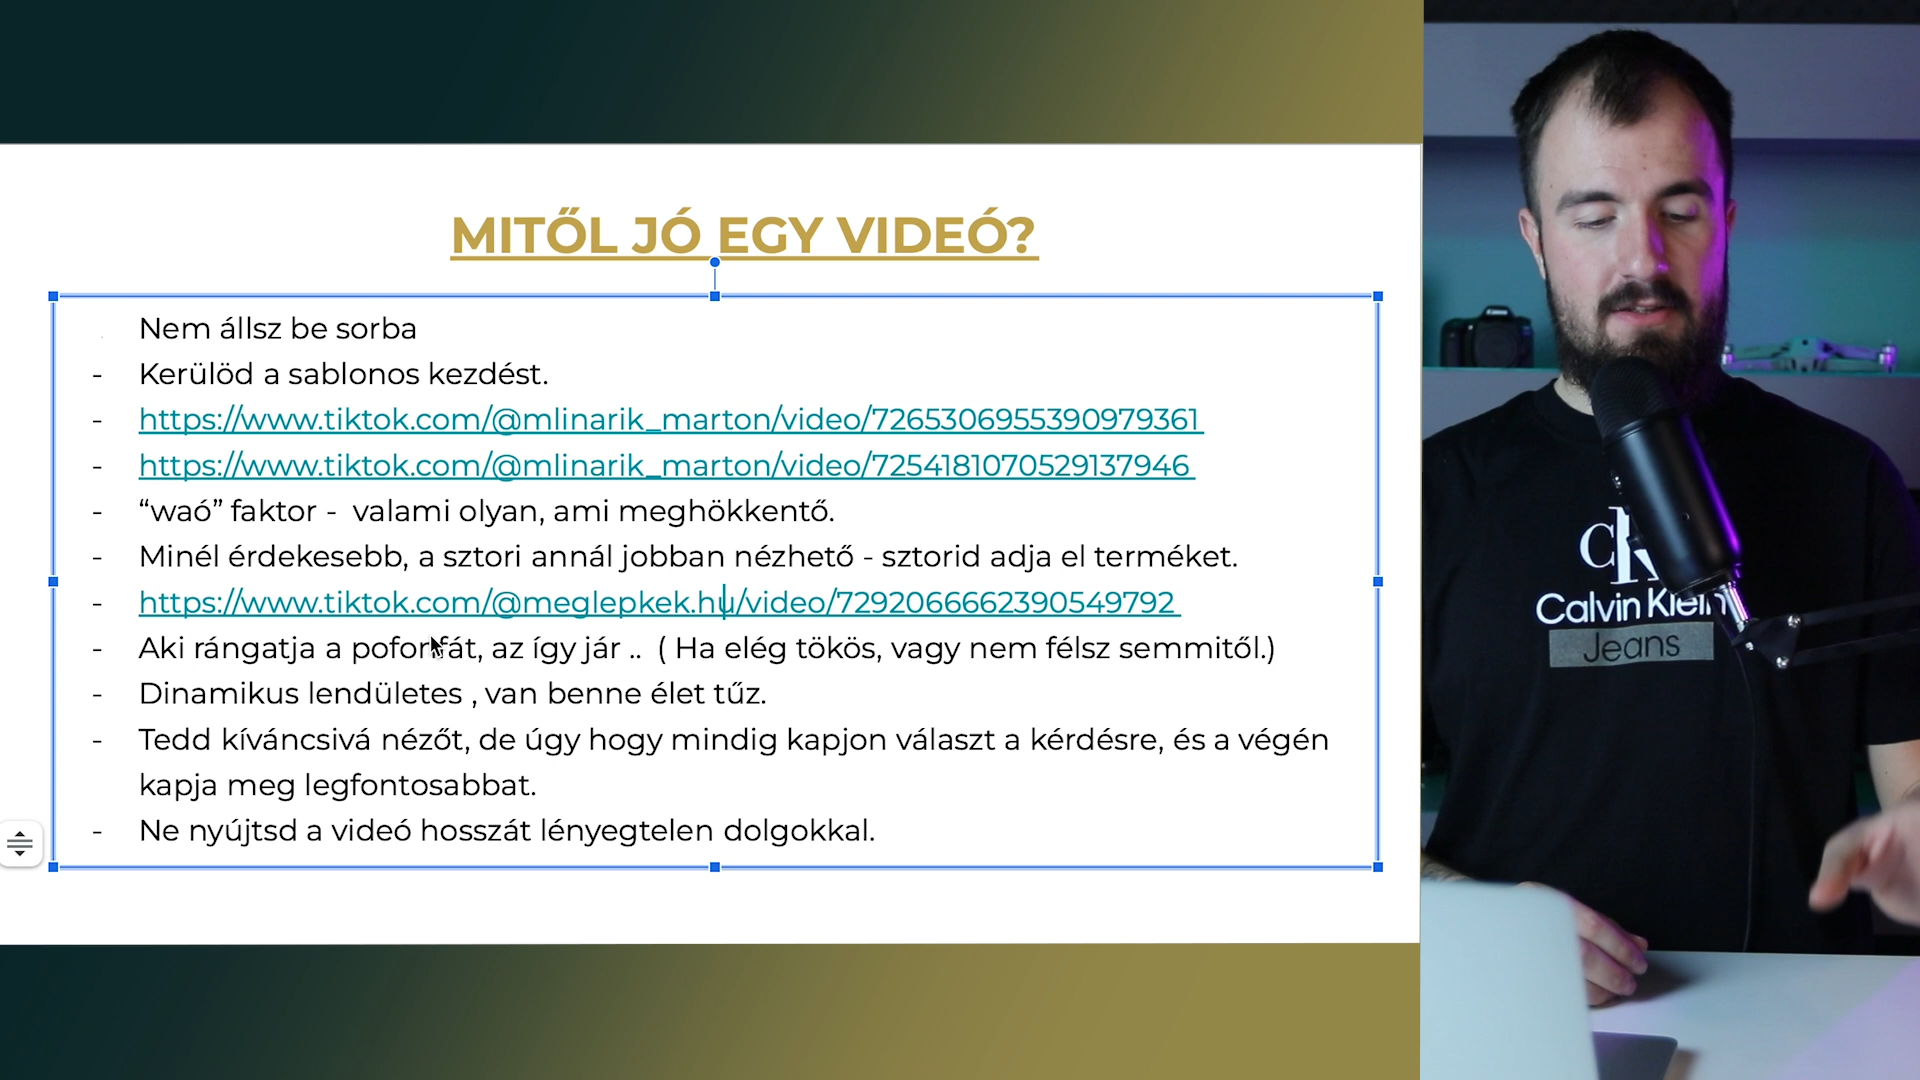 MITŐL JÓ EGY VIDEÓ?
Nem állsz be sorba
- Kerülöd a sablonos kezdést.
- https://www.tiktok.com/@mlinarik_marton/video/7265306955390979361
- https://www.tiktok.com/@mlinarik_marton/video/7254181070529137946
- “waó” faktor - valami olyan, ami meghökkentő.
- Minél érdekesebb, a sztori annál jobban nézhető - sztorid adja el terméket.
- https://www.tiktok.com/@meglepkek.hu/video/7292066662390549792
- Aki rángatja a poforfát, az így jár .. ( Ha elég tökös, vagy nem félsz semmitől.)
- Dinamikus lendületes , van benne élet tűz.
- Tedd kíváncsivá nézőt, de úgy hogy mindig kapjon választ a kérdésre, és a végén
kapja meg legfontosabbat.
- Ne nyújtsd a videó hosszát lényegtelen dolgokkal.
Calvin Klein
Jeans